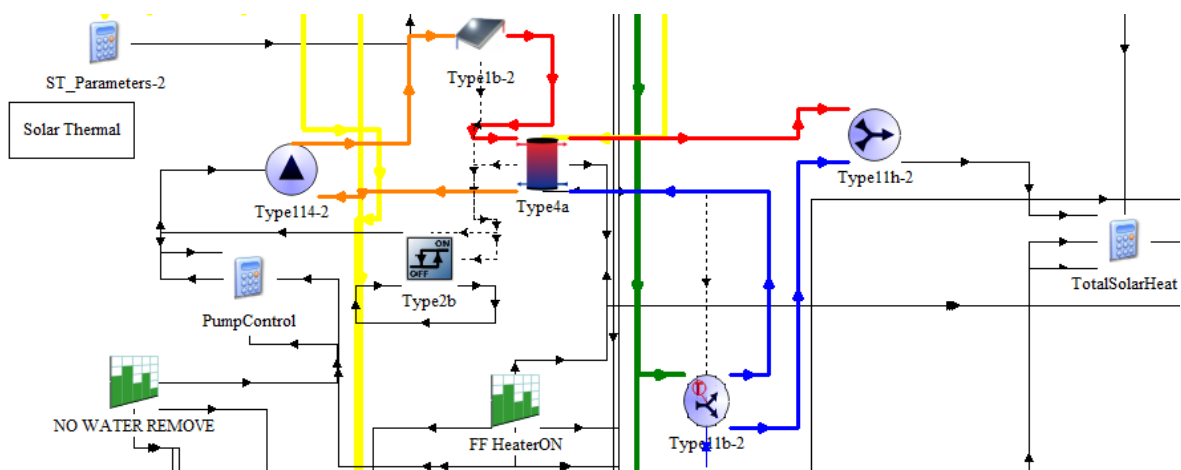 ST_Parameters-2
Type1b-2
Solar Thermal
Type11h-2
Type114-2
Type4a
ON
OFF
TotalSolarHeat
Type2b
PumpControl
T
NO WATER REMOVE
FF HeaterON
Type11b-2